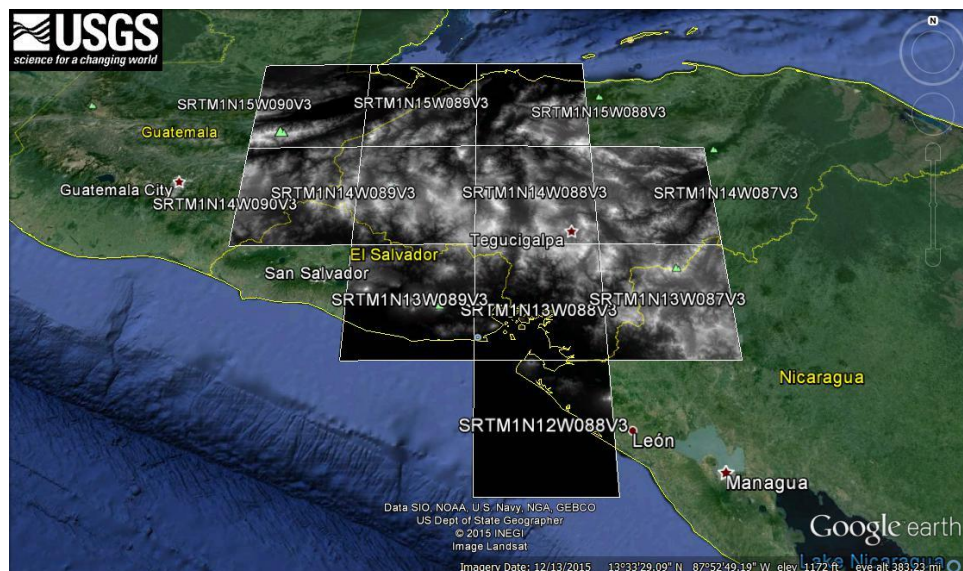 USGS
science for a changing world
N
SRTM1N15W090V3
SRTM1N15W089V3
SRTM1N15W088V3
Guatemala
Guatemala City
SRTM1N14W090V3
SRTM1N14W089V3
SRTM1N14W088V3
SRTM1N14W087V3
Tegucigalpa
El Salvador
San Salvador
SRTM1N13W089V3
SRTM1N13W088V3
SRTM1N13W087V3
Nicaragua
SRTM1N12W088V3
León
Managua
Data SIO, NOAA, U.S. Navy, NGA, GEBCO
US Dept of State Geographer
© 2015 INEGI
Image Landsat
Google earth
Lake Nicaragua
Imagery Date: 12/13/2015 13°33'29.09" N 87°52'49.19" W elev 1172 ft eye alt 383.23 mi